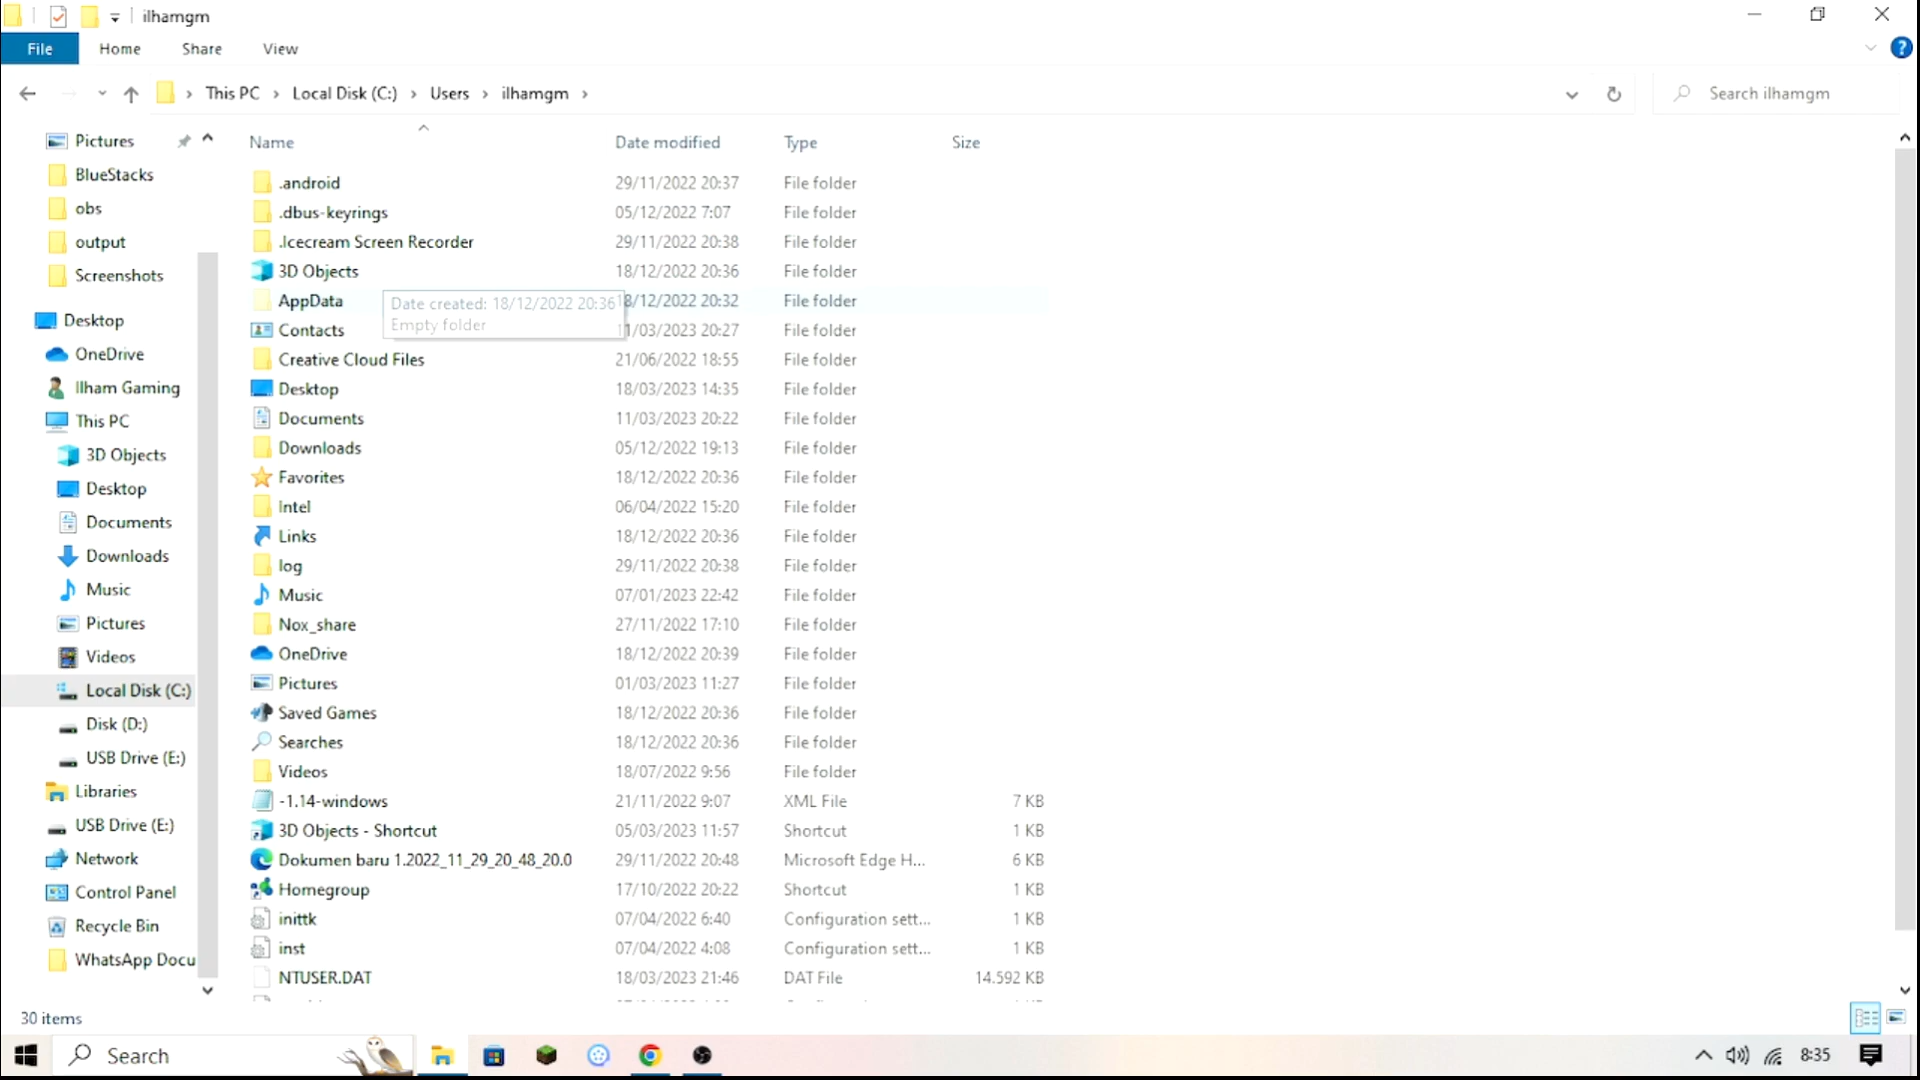 ilhamgm
File Home Share View
This PC Local Disk (C:) Users ilhamgm
Search ilhamgm
Pictures
BlueStacks
obs
output
Screenshots
Desktop
OneDrive
Ilham Gaming
This PC
3D Objects
Desktop
Documents
Downloads
Music
Pictures
Videos
Local Disk (C:)
Disk (D:)
USB Drive (E:)
Libraries
USB Drive (E:)
Network
Control Panel
Recycle Bin
WhatsApp Docu
Name Date modified Type Size
.android 29/11/2022 20:37 File folder
.dbus-keyrings 05/12/2022 7:07 File folder
.Icecream Screen Recorder 29/11/2022 20:38 File folder
3D Objects 18/12/2022 20:36 File folder
AppData 18/12/2022 20:32 File folder
Date created: 18/12/2022 20:36
Empty folder
Contacts 11/03/2023 20:27 File folder
Creative Cloud Files 21/06/2022 18:55 File folder
Desktop 18/03/2023 14:35 File folder
Documents 11/03/2023 20:22 File folder
Downloads 05/12/2022 19:13 File folder
Favorites 18/12/2022 20:36 File folder
Intel 06/04/2022 15:20 File folder
Links 18/12/2022 20:36 File folder
log 29/11/2022 20:38 File folder
Music 07/01/2023 22:42 File folder
Nox_share 27/11/2022 17:10 File folder
OneDrive 18/12/2022 20:39 File folder
Pictures 01/03/2023 11:27 File folder
Saved Games 18/12/2022 20:36 File folder
Searches 18/12/2022 20:36 File folder
Videos 18/07/2022 9:56 File folder
-1.14-windows 21/11/2022 9:07 XML File 7 KB
3D Objects - Shortcut 05/03/2023 11:57 Shortcut 1 KB
Dokumen baru 1.2022_11_29_20_48_20.0 29/11/2022 20:48 Microsoft Edge H... 6 KB
Homegroup 17/10/2022 20:22 Shortcut 1 KB
inittk 07/04/2022 6:40 Configuration sett... 1 KB
inst 07/04/2022 4:08 Configuration sett... 1 KB
NTUSER.DAT 18/03/2023 21:46 DAT File 14.592 KB
30 items
Search
8:35